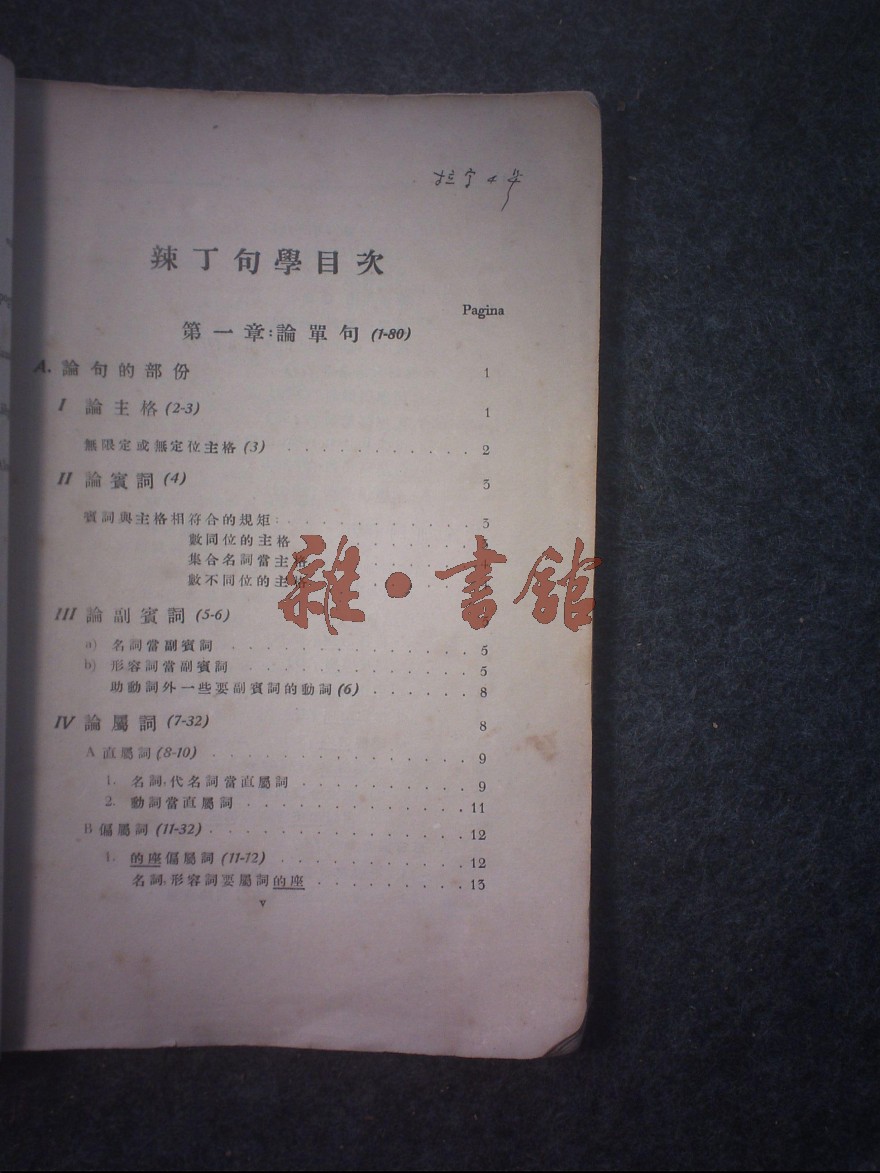 辣丁句學目次
Pagina
第一章:論單句 (1-80)
A. 論句的部份 1
I 論主格 (2-3) 1
無限定或無定位主格 (3) . . . . . . . . . . . 2
II 論賓詞 (4) 3
賓詞與主格相符合的規矩: . . . . . . . . . . . 3
數同位的主格
集合名詞當主格
數不同位的主格
III 論副賓詞 (5-6)
a) 名詞當副賓詞 . . . . . . . . . . . . . 5
b) 形容詞當副賓詞 . . . . . . . . . . . . 5
助動詞外一些要副賓詞的動詞 (6) . . . . . . 8
IV 論屬詞 (7-32) 8
A 直屬詞 (8-10) . . . . . . . . . . . . . . 9
1. 名詞,代名詞當直屬詞 . . . . . . . . . 9
2. 動詞當直屬詞 . . . . . . . . . . . . 11
B 偏屬詞 (11-32) . . . . . . . . . . . . . . 12
1. 的座偏屬詞 (11-12) . . . . . . . . . . 12
名詞,形容詞要屬詞的座 . . . . . . . . 13
v
雜·書館